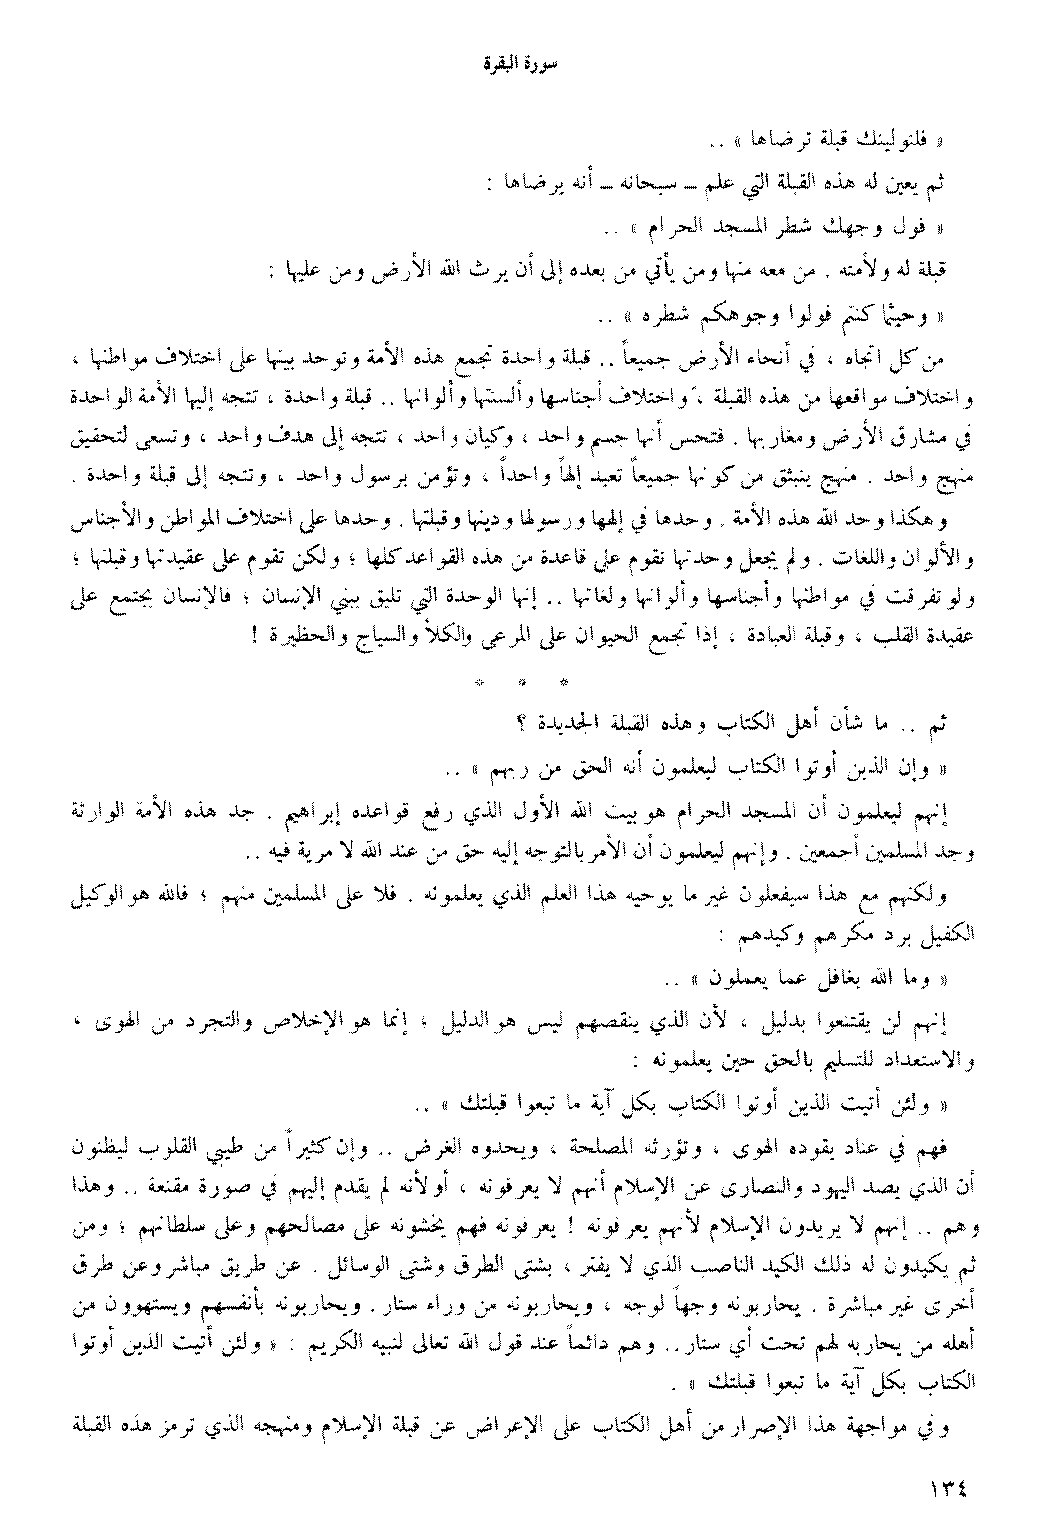 سورة البقرة
« فلنولينك قبلة ترضاها » ..
ثم يعين له هذه القبلة التي علم – سبحانه – أنه يرضاها :
« فول وجهك شطر المسجد الحرام » ..
قبلة له ولأمته . من معه منها ومن يأتي من بعده إلى أن يرث الله الأرض ومن عليها :
« وحيثما كنتم فولوا وجوهكم شطره » ..
من كل اتجاه ، في أنحاء الأرض جميعاً .. قبلة واحدة تجمع هذه الأمة وتوحد بينها على اختلاف مواطنها ،
واختلاف مواقعها من هذه القبلة ، واختلاف أجناسها وألسنتها وألوانها .. قبلة واحدة ، تتجه إليها الأمة الواحدة
في مشارق الأرض ومغاربها . فتحس أنها جسم واحد ، وكيان واحد ، تتجه إلى هدف واحد ، وتسعى لتحقيق
منهج واحد . منهج ينبثق من كونها جميعاً تعبد إلهاً واحداً ، وتؤمن برسول واحد ، وتتجه إلى قبلة واحدة .
وهكذا وحد الله هذه الأمة . وحدها في إلهها ورسولها ودينها وقبلتها . وحدها على اختلاف المواطن والأجناس
والألوان واللغات . ولم يجعل وحدتها تقوم على قاعدة من هذه القواعد كلها ؛ ولكن تقوم على عقيدتها وقبلتها ؛
ولو تفرقت في مواطنها وأجناسها وألوانها ولغاتها .. إنها الوحدة التي تليق ببني الإنسان ؛ فالإنسان يجتمع على
عقيدة القلب ، وقبلة العبادة ، إذا تجمع الحيوان على المرعى والكلأ والسياج والحظيرة !
* * *
ثم .. ما شأن أهل الكتاب وهذه القبلة الجديدة ؟
« وإن الذين أوتوا الكتاب ليعلمون أنه الحق من ربهم » ..
إنهم ليعلمون أن المسجد الحرام هو بيت الله الأول الذي رفع قواعده إبراهيم . جد هذه الأمة الوارثة
وجد المسلمين أجمعين . وإنهم ليعلمون أن الأمر بالتوجه إليه حق من عند الله لا مرية فيه ..
ولكنهم مع هذا سيفعلون غير ما يوحيه هذا العلم الذي يعلمونه . فلا على المسلمين منهم ؛ فالله هو الوكيل
الكفيل برد مكرهم وكيدهم :
« وما الله بغافل عما يعملون » ..
إنهم لن يقتنعوا بدليل ، لأن الذي ينقصهم ليس هو الدليل ؛ إنما هو الإخلاص والتجرد من الهوى ،
والاستعداد للتسليم بالحق حين يعلمونه :
« ولئن أتيت الذين أوتوا الكتاب بكل آية ما تبعوا قبلتك » ..
فهم في عناد يقوده الهوى ، وتؤرثه المصلحة ، ويحدوه الغرض .. وإن كثيراً من طيبي القلوب ليظنون
أن الذي يصد اليهود والنصارى عن الإسلام أنهم لا يعرفونه ، أو لأنه لم يقدم إليهم في صورة مقنعة .. وهذا
وهم .. إنهم لا يريدون الإسلام لأنهم يعرفونه ! يعرفونه فهم يخشونه على مصالحهم وعلى سلطانهم ؛ ومن
ثم يكيدون له ذلك الكيد الناصب الذي لا يفتر ، بشتى الطرق وشتى الوسائل . عن طريق مباشر وعن طرق
أخرى غير مباشرة . يحاربونه وجهاً لوجه ، ويحاربونه من وراء ستار . ويحاربونه بأنفسهم ويستهوون من
أهله من يحاربه لهم تحت أي ستار .. وهم دائماً عند قول الله تعالى لنبيه الكريم : « ولئن أتيت الذين أوتوا
الكتاب بكل آية ما تبعوا قبلتك » .
وفي مواجهة هذا الإصرار من أهل الكتاب على الإعراض عن قبلة الإسلام ومنهجه الذي ترمز هذه القبلة
١٣٤